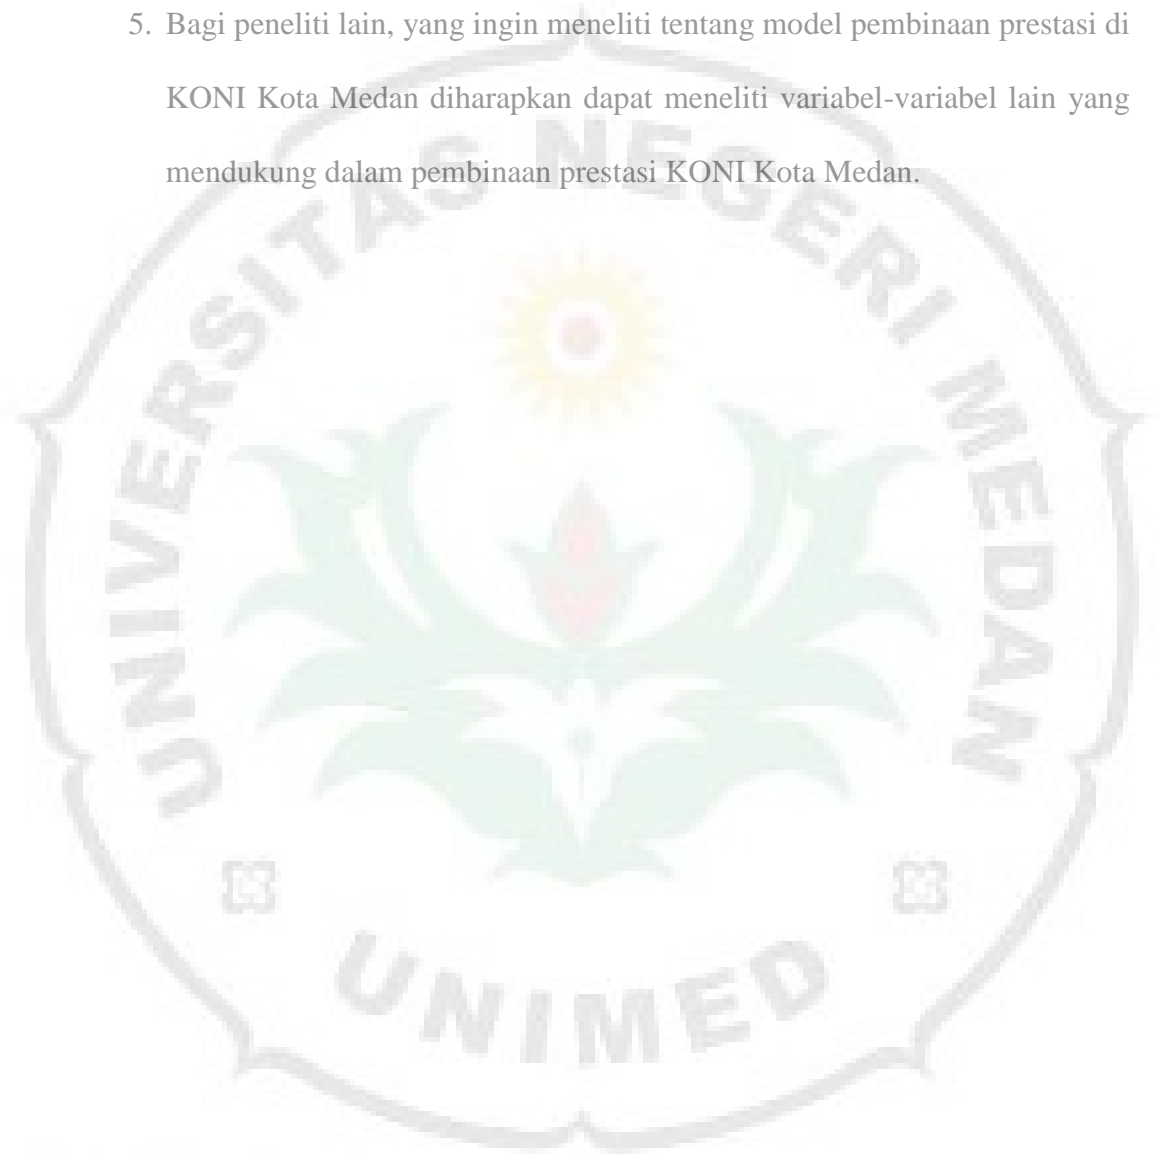 5. Bagi peneliti lain, yang ingin meneliti tentang model pembinaan prestasi di
KONI Kota Medan diharapkan dapat meneliti variabel-variabel lain yang
mendukung dalam pembinaan prestasi KONI Kota Medan.
UNIVERSITAS NEGERI MEDAN
UNIMED